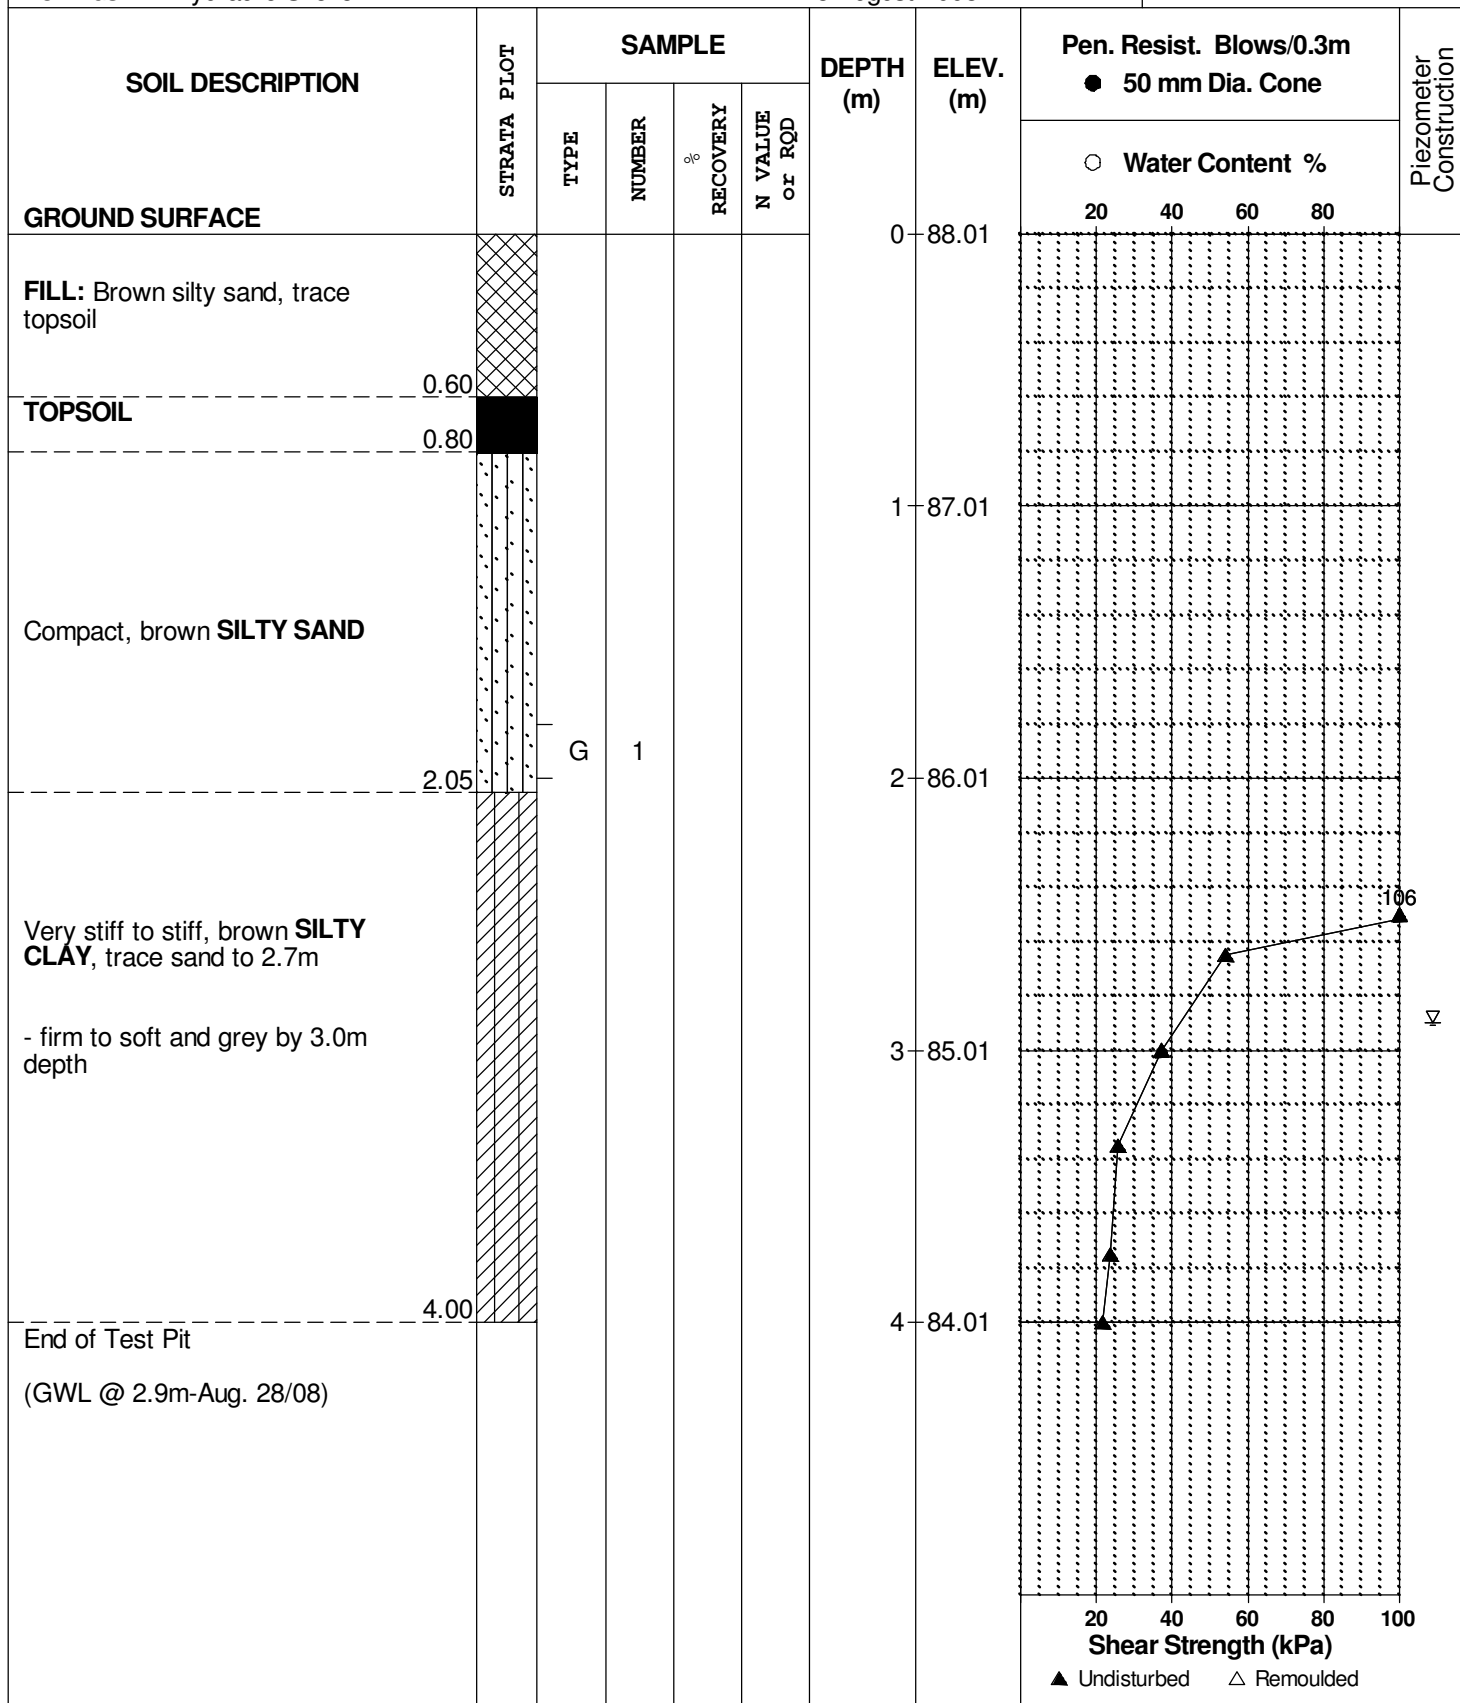 SOIL DESCRIPTION
GROUND SURFACE
STRATA PLOT
SAMPLE
TYPE
NUMBER
% RECOVERY
N VALUE or RQD
DEPTH
(m)
ELEV.
(m)
Pen. Resist. Blows/0.3m
● 50 mm Dia. Cone
○ Water Content %
20 40 60 80
Piezometer
Construction
0 88.01
FILL: Brown silty sand, trace
topsoil
0.60
TOPSOIL
0.80
1 87.01
Compact, brown SILTY SAND
G 1
2.05
2 86.01
106
Very stiff to stiff, brown SILTY
CLAY, trace sand to 2.7m
- firm to soft and grey by 3.0m
depth
3 85.01
4.00
4 84.01
End of Test Pit
(GWL @ 2.9m-Aug. 28/08)
20 40 60 80 100
Shear Strength (kPa)
▲ Undisturbed △ Remoulded